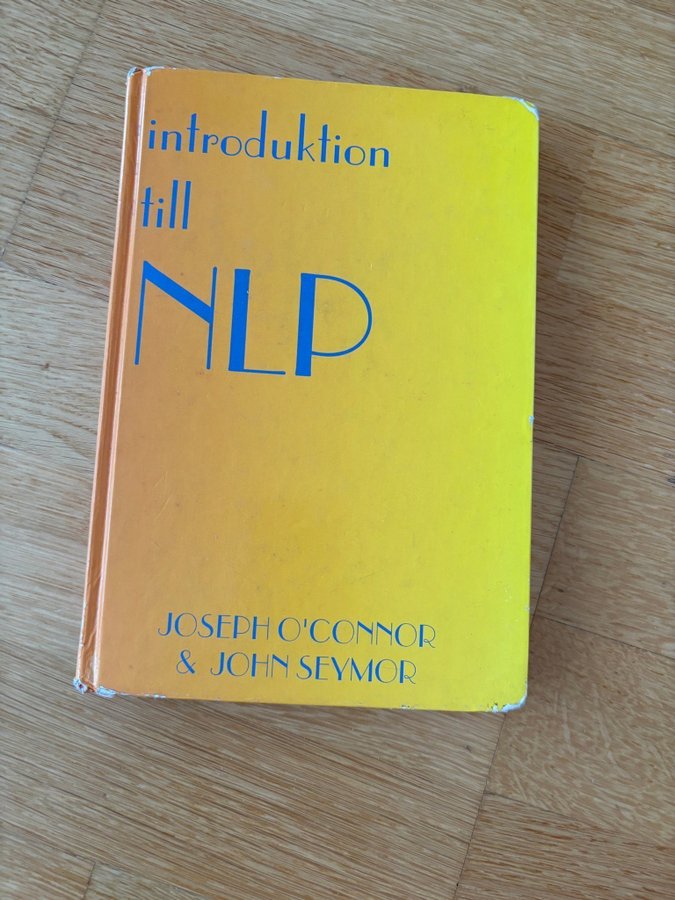 introduktion
till
NLP
JOSEPH O'CONNOR
& JOHN SEYMOR